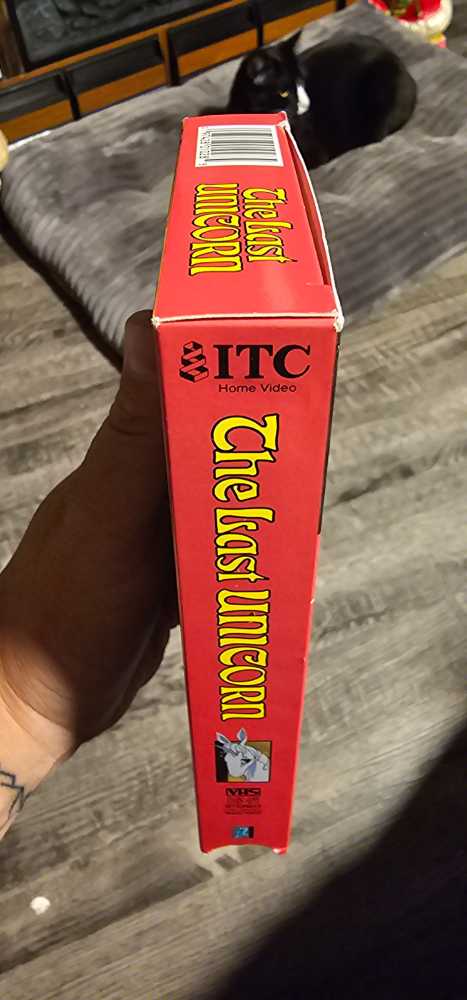 The Last
UNICORN
ITC
Home Video
The Last UNICORN
VHS